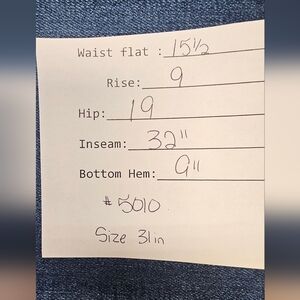 Waist flat : 15½
Rise: 9
Hip: 19
Inseam: 32"
Bottom Hem: 9"
# 5010
Size 31in